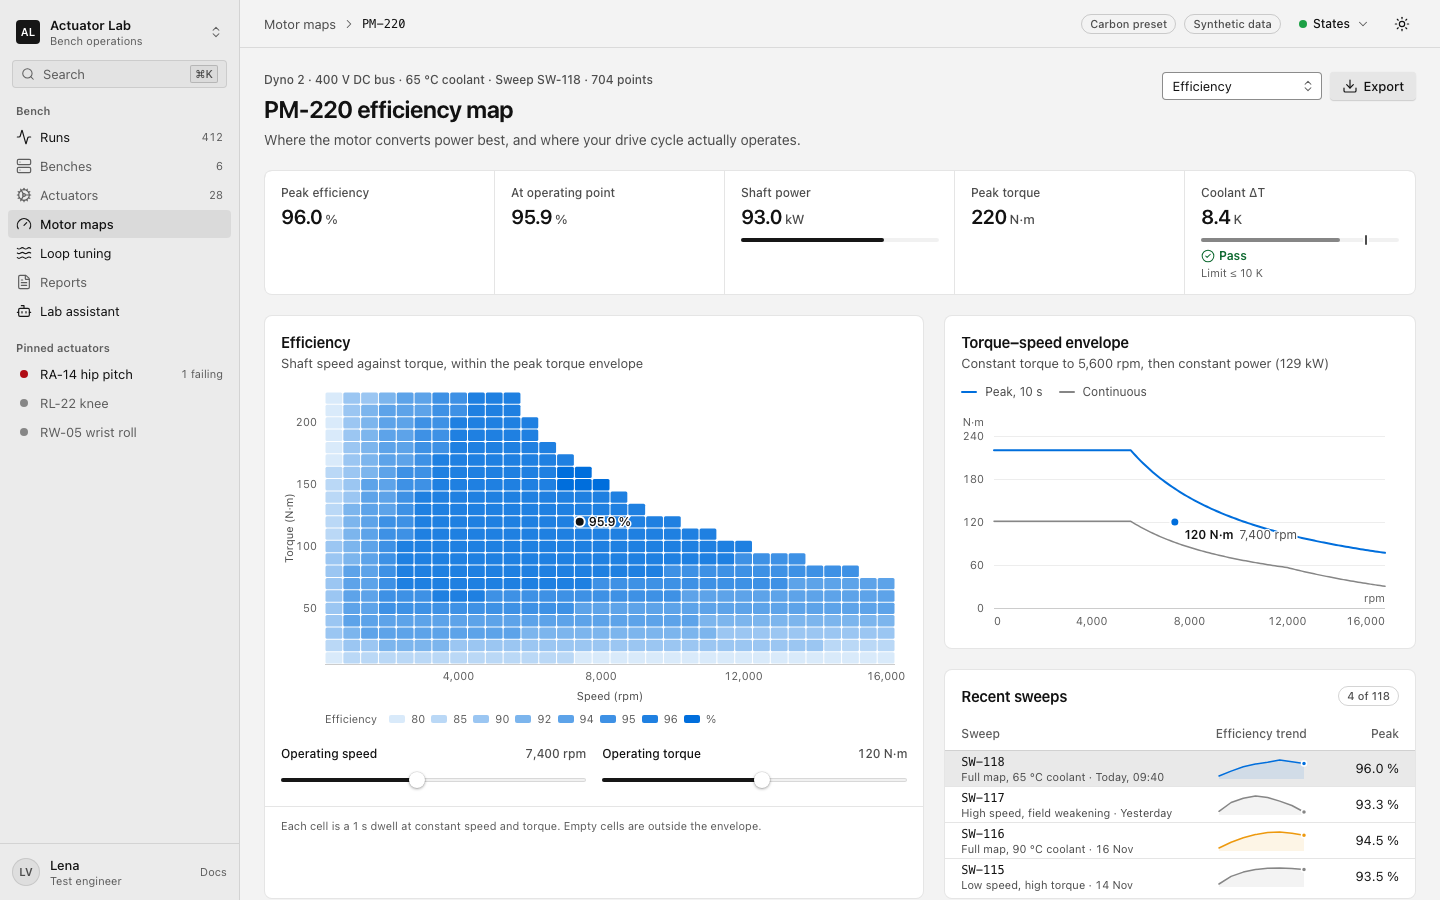 AL
Actuator Lab
Bench operations
Search
⌘K
Bench
Runs 412
Benches 6
Actuators 28
Motor maps
Loop tuning
Reports
Lab assistant
Pinned actuators
RA-14 hip pitch 1 failing
RL-22 knee
RW-05 wrist roll
LV
Lena
Test engineer
Docs
Motor maps > PM-220
Carbon preset
Synthetic data
States
Dyno 2 · 400 V DC bus · 65 °C coolant · Sweep SW-118 · 704 points
PM-220 efficiency map
Where the motor converts power best, and where your drive cycle actually operates.
Efficiency
Export
Peak efficiency
96.0 %
At operating point
95.9 %
Shaft power
93.0 kW
Peak torque
220 N·m
Coolant ΔT
8.4 K
Pass
Limit ≤ 10 K
Efficiency
Shaft speed against torque, within the peak torque envelope
200
150
100
50
Torque (N·m)
95.9 %
4,000 8,000 12,000 16,000
Speed (rpm)
Efficiency 80 85 90 92 94 95 96 %
Operating speed 7,400 rpm
Operating torque 120 N·m
Each cell is a 1 s dwell at constant speed and torque. Empty cells are outside the envelope.
Torque–speed envelope
Constant torque to 5,600 rpm, then constant power (129 kW)
Peak, 10 s
Continuous
N·m
240
180
120
60
0
120 N·m 7,400 rpm
rpm
0 4,000 8,000 12,000 16,000
Recent sweeps
4 of 118
Sweep Efficiency trend Peak
SW-118
Full map, 65 °C coolant · Today, 09:40
96.0 %
SW-117
High speed, field weakening · Yesterday
93.3 %
SW-116
Full map, 90 °C coolant · 16 Nov
94.5 %
SW-115
Low speed, high torque · 14 Nov
93.5 %